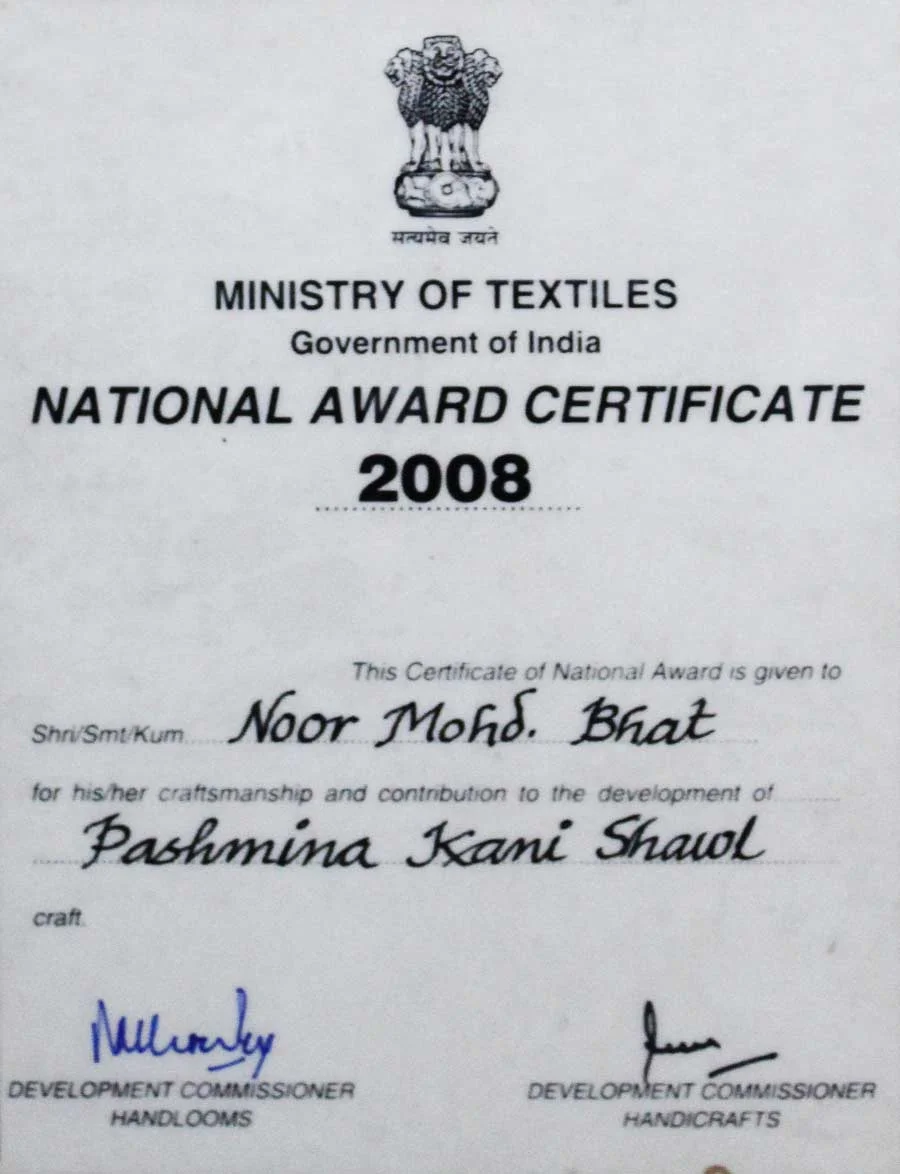 सत्यमेव जयते
MINISTRY OF TEXTILES
Government of India
NATIONAL AWARD CERTIFICATE
2008
This Certificate of National Award is given to
Shri/Smt/Kum Noor Mohd. Bhat
for his/her craftsmanship and contribution to the development of
Pashmina Kani Shawl
craft.
DEVELOPMENT COMMISSIONER DEVELOPMENT COMMISSIONER
HANDLOOMS HANDICRAFTS